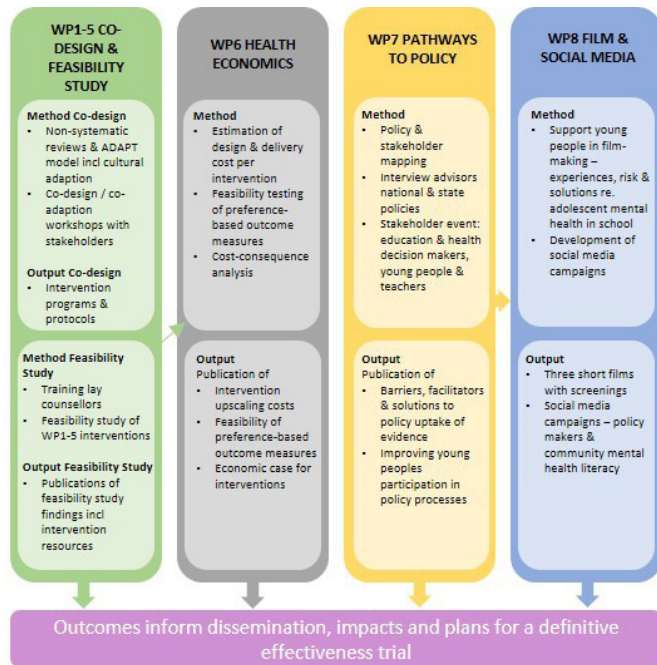 WP1-5 CO-
DESIGN &
FEASIBILITY
STUDY
Method Co-design
• Non-systematic
reviews & ADAPT
model incl cultural
adaption
• Co-design / co-
adaption
workshops with
stakeholders
Output Co-design
• Intervention
programs &
protocols
Method Feasibility
Study
• Training lay
counsellors
• Feasibility study of
WP1-5 interventions
Output Feasibility Study
• Publications of
feasibility study
findings incl
intervention
resources
WP6 HEALTH
ECONOMICS
Method
• Estimation of
design & delivery
cost per
intervention
• Feasibility testing
of preference-
based outcome
measures
• Cost-consequence
analysis
Output
Publication of
• Intervention
upscaling costs
• Feasibility of
preference-based
outcome measures
• Economic case for
interventions
WP7 PATHWAYS
TO POLICY
Method
• Policy &
stakeholder
mapping
• Interview advisors
national & state
policies
• Stakeholder event:
education & health
decision makers,
young people &
teachers
Output
Publication of
• Barriers, facilitators
& solutions to
policy uptake of
evidence
• Improving young
peoples
participation in
policy processes
WP8 FILM &
SOCIAL MEDIA
Method
• Support young
people in film-
making –
experiences, risk &
solutions re.
adolescent mental
health in school
• Development of
social media
campaigns
Output
• Three short films
with screenings
• Social media
campaigns – policy
makers &
community mental
health literacy
Outcomes inform dissemination, impacts and plans for a definitive
effectiveness trial